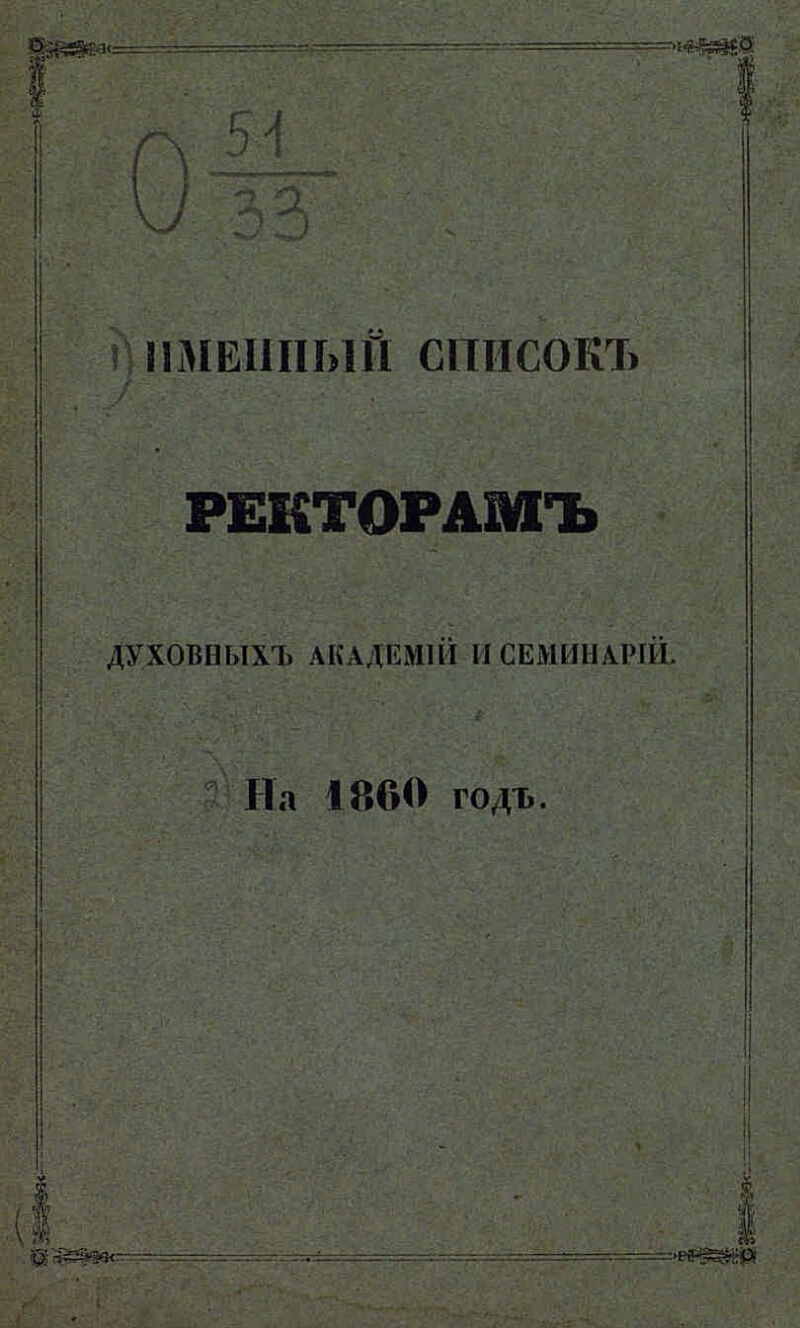 О 51
33
ИМЕННЫЙ СПИСОКЪ
РЕКТОРАМЪ
ДУХОВНЫХЪ АКАДЕМІЙ И СЕМИНАРІЙ.
На 1860 годъ.